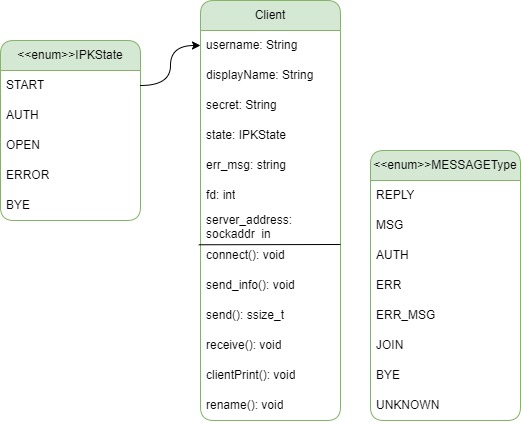 <<enum>>IPKState
START
AUTH
OPEN
ERROR
BYE
Client
username: String
displayName: String
secret: String
state: IPKState
err_msg: string
fd: int
server_address:
sockaddr_in
connect(): void
send_info(): void
send(): ssize_t
receive(): void
clientPrint(): void
rename(): void
<<enum>>MESSAGEType
REPLY
MSG
AUTH
ERR
ERR_MSG
JOIN
BYE
UNKNOWN